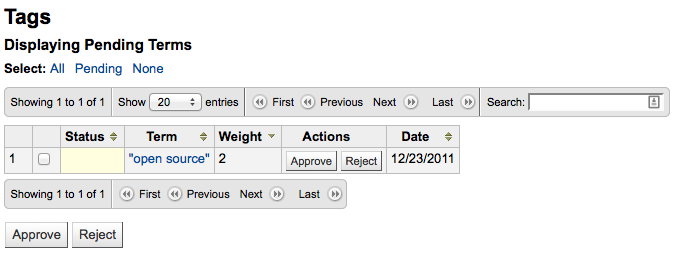 Tags
Displaying Pending Terms
Select: All Pending None
Showing 1 to 1 of 1 Show 20 entries First Previous Next Last Search:
Status Term Weight Actions Date
1 "open source" 2 Approve Reject 12/23/2011
Showing 1 to 1 of 1 First Previous Next Last
Approve Reject